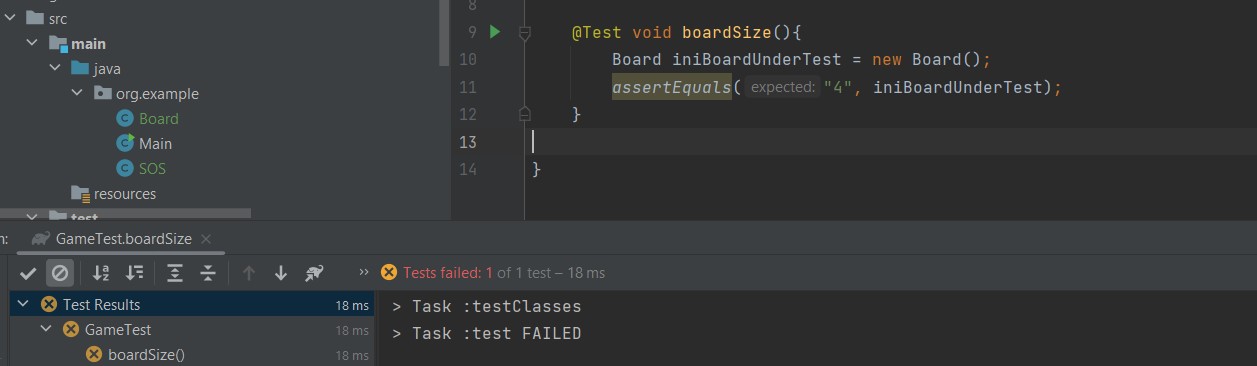 src
main
java
org.example
Board
Main
SOS
resources
test
8
9 @Test void boardSize(){
10 Board iniBoardUnderTest = new Board();
11 assertEquals( expected: "4", iniBoardUnderTest);
12 }
13
14 }
n: GameTest.boardSize ×
» Tests failed: 1 of 1 test – 18 ms
Test Results 18 ms
GameTest 18 ms
boardSize() 18 ms
> Task :testClasses
> Task :test FAILED